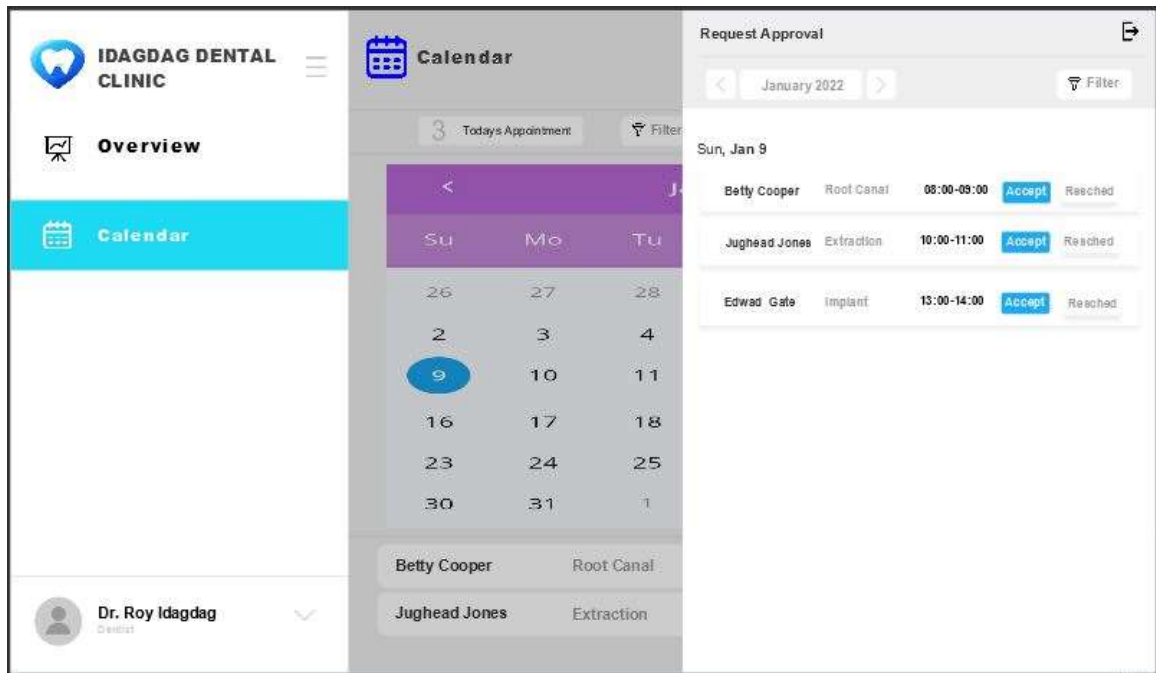 IDAGDAG DENTAL
CLINIC
Overview
Calendar
Dr. Roy Idagdag
Dentist
Calendar
3 Todays Appointment Filter
<
Su Mo Tu
26 27 28
2 3 4
9 10 11
16 17 18
23 24 25
30 31 1
Betty Cooper Root Canal
Jughead Jones Extraction
Request Approval
< January 2022 > Filter
Sun, Jan 9
Betty Cooper Root Canal 08:00-09:00 Accept Resched
Jughead Jones Extraction 10:00-11:00 Accept Resched
Edwad Gate Implant 13:00-14:00 Accept Resched